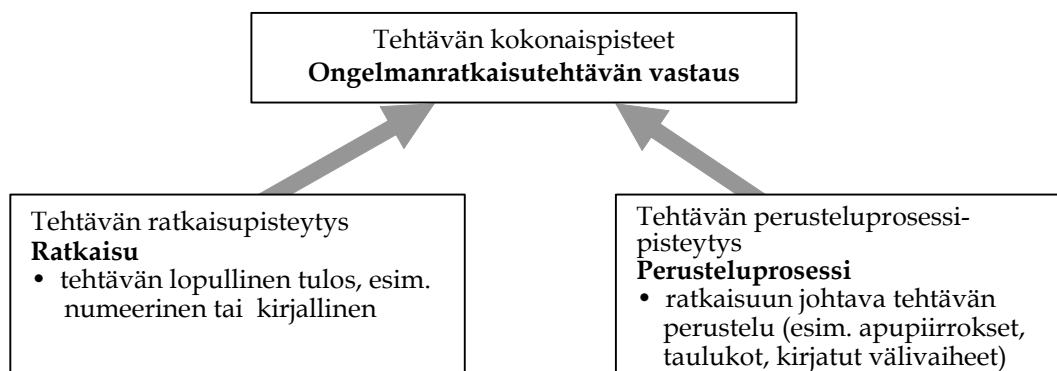 Tehtävän kokonaispisteet
Ongelmanratkaisutehtävän vastaus
Tehtävän ratkaisupisteytys
Ratkaisu
• tehtävän lopullinen tulos, esim.
numeerinen tai kirjallinen
Tehtävän perusteluprosessi-
pisteytys
Perusteluprosessi
• ratkaisuun johtava tehtävän
perustelu (esim. apupiirrokset,
taulukot, kirjatut välivaiheet)